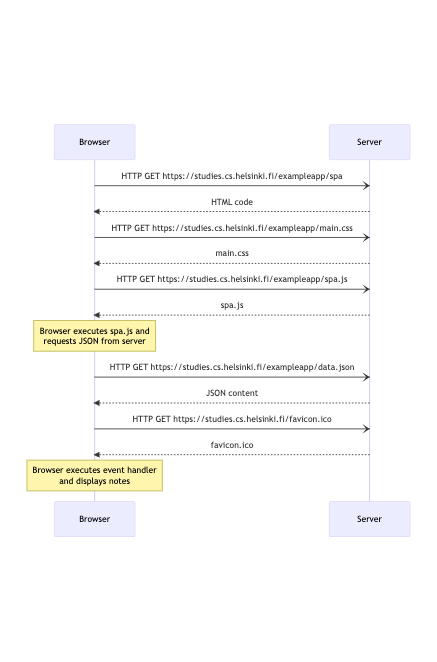 Browser
Server
HTTP GET https://studies.cs.helsinki.fi/exampleapp/spa
HTML code
HTTP GET https://studies.cs.helsinki.fi/exampleapp/main.css
main.css
HTTP GET https://studies.cs.helsinki.fi/exampleapp/spa.js
spa.js
Browser executes spa.js and
requests JSON from server
HTTP GET https://studies.cs.helsinki.fi/exampleapp/data.json
JSON content
HTTP GET https://studies.cs.helsinki.fi/favicon.ico
favicon.ico
Browser executes event handler
and displays notes
Browser
Server